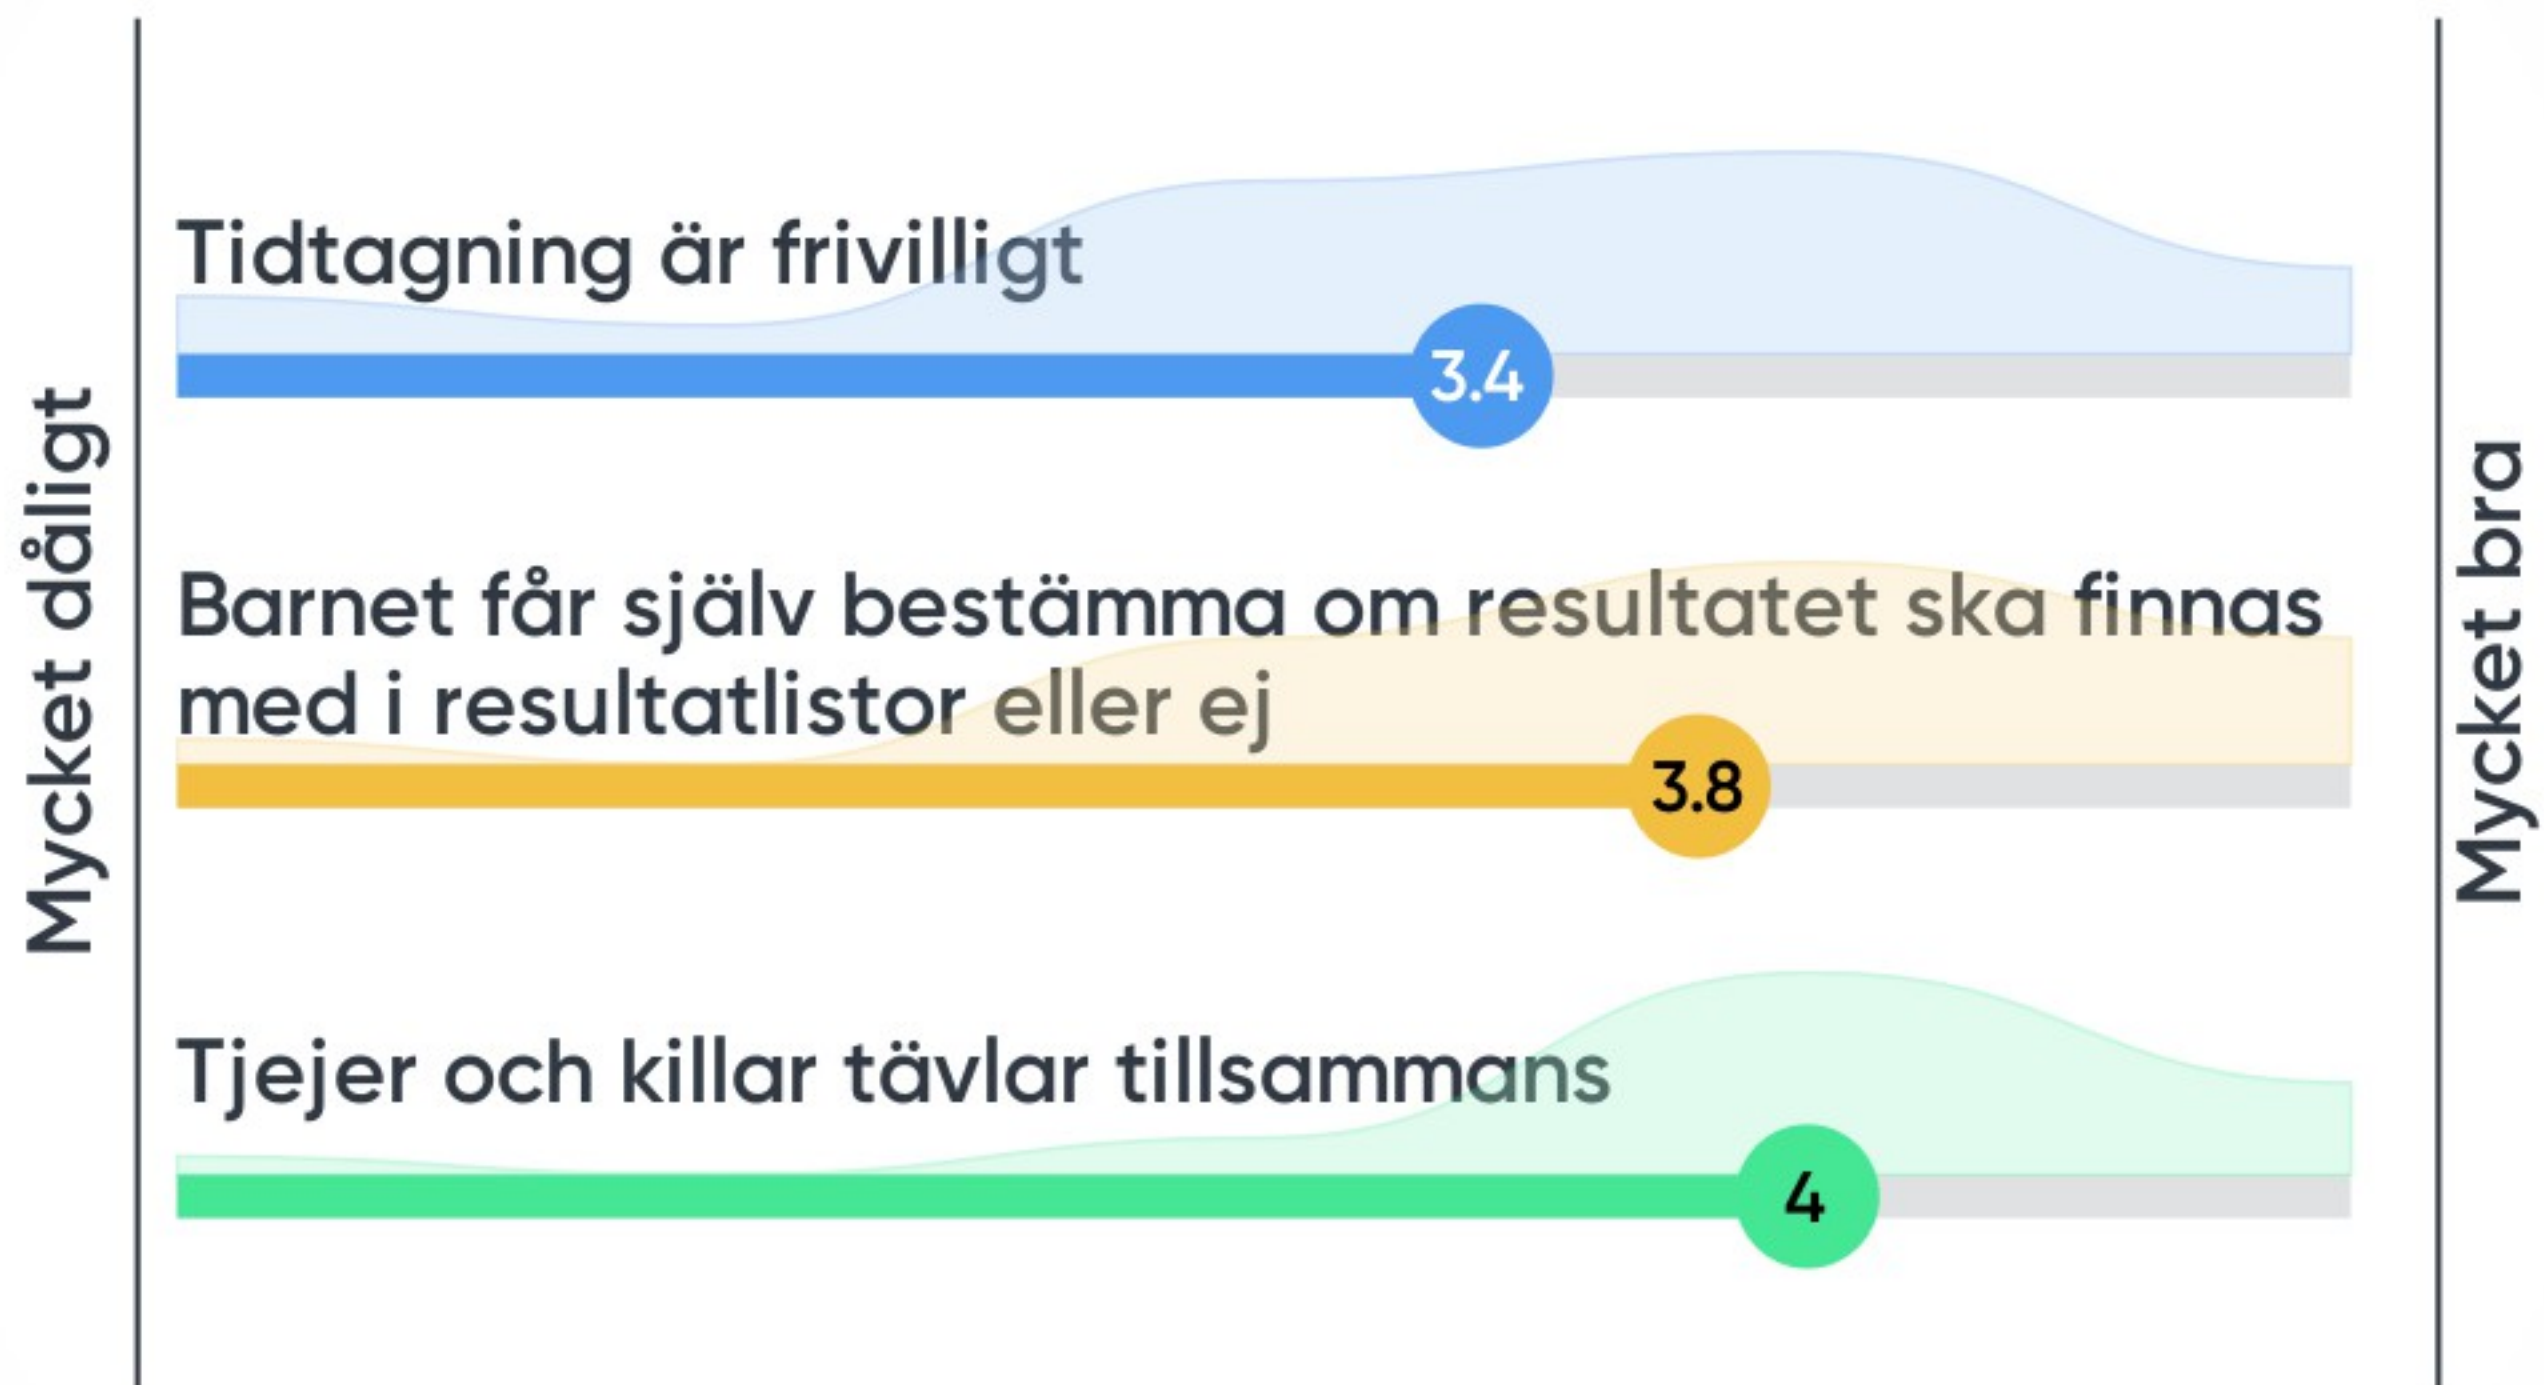 Mycket dåligt
Tidtagning är frivilligt
3.4
Barnet får själv bestämma om resultatet ska finnas
med i resultatlistor eller ej
3.8
Tjejer och killar tävlar tillsammans
4
Mycket bra